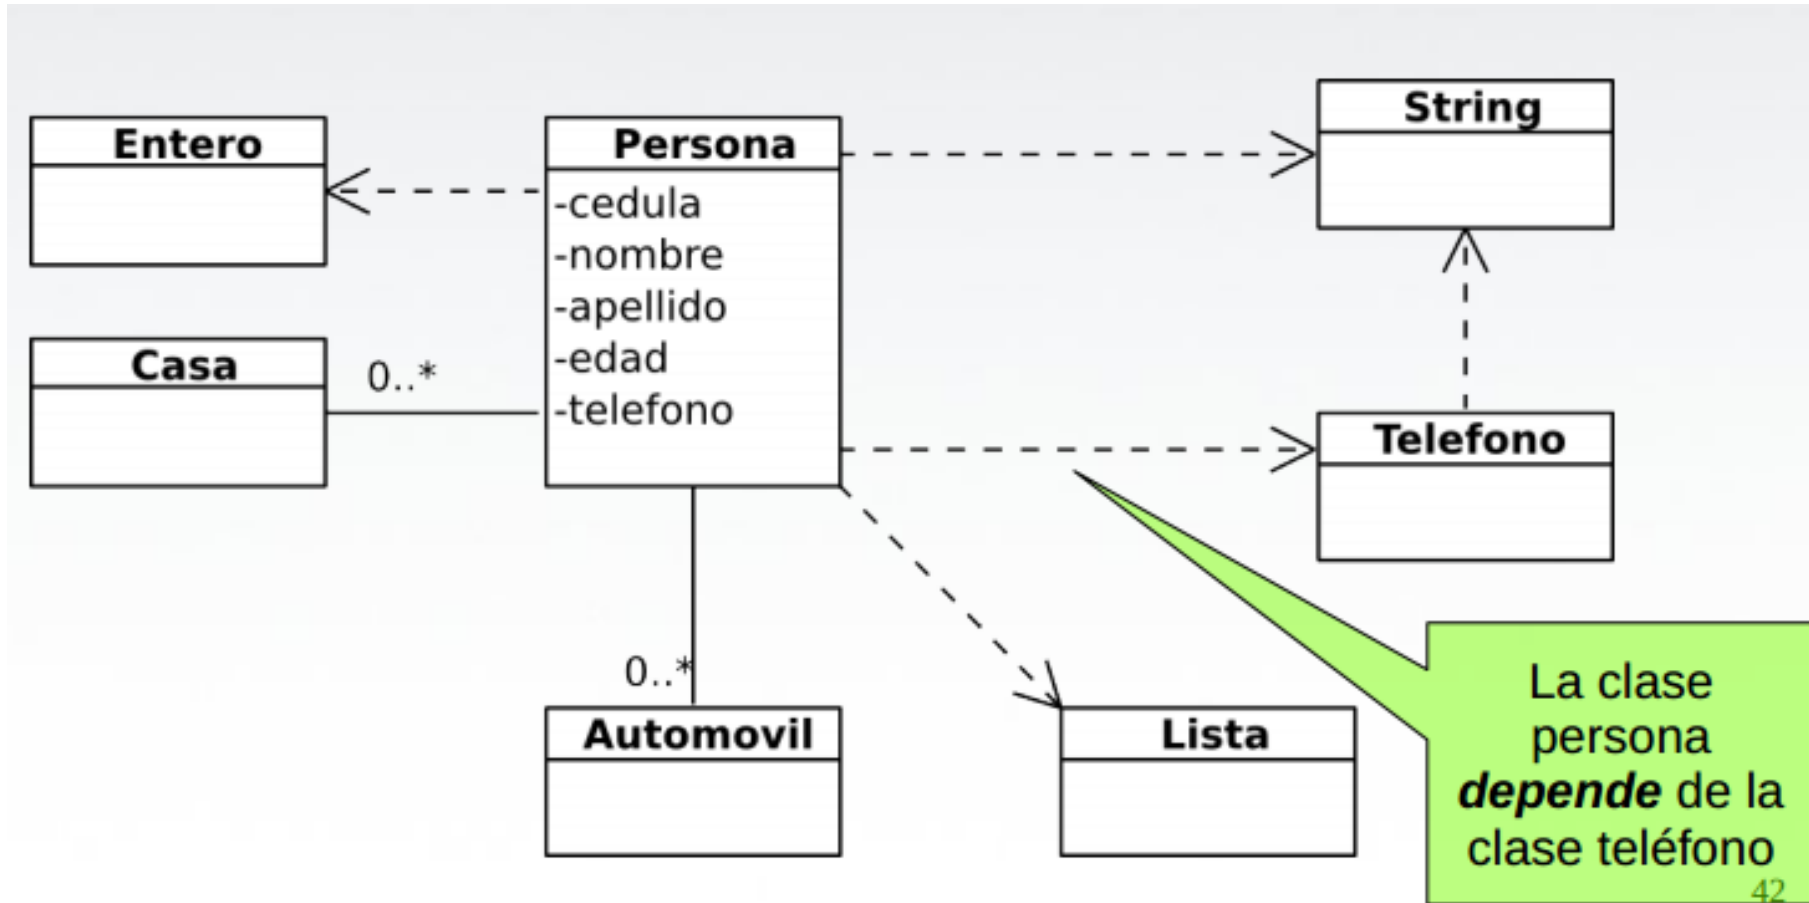 String
Entero
Persona
-cedula
-nombre
-apellido
-edad
-telefono
Casa
0..*
Telefono
0..*
Automovil
Lista
La clase
persona
depende de la
clase teléfono
42